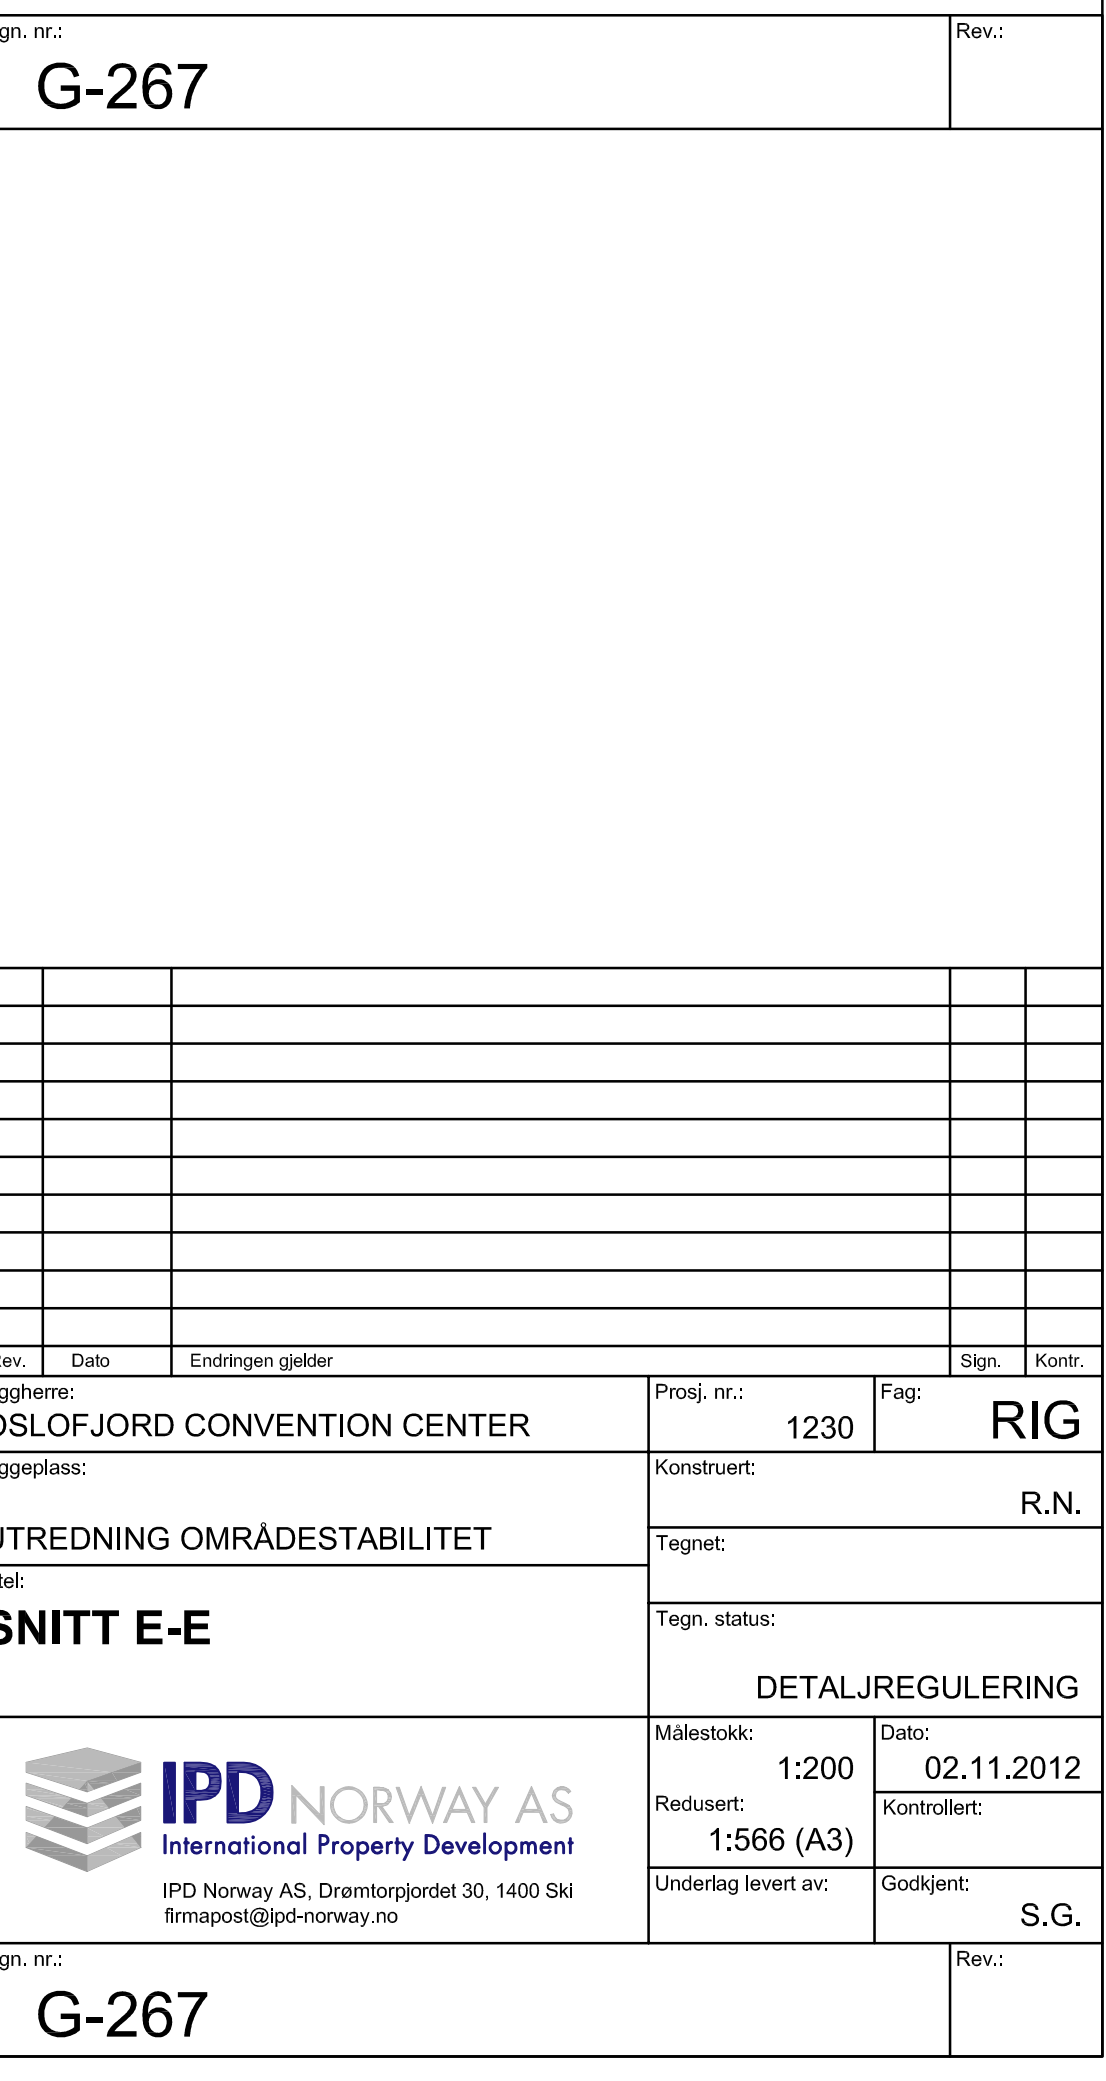 gn. nr.: Rev.:
G-267
Rev. Dato Endringen gjelder Sign. Kontr.
ggherre: Prosj. nr.: Fag:
OSLOFJORD CONVENTION CENTER 1230 RIG
ggeplass: Konstruert:
R.N.
UTREDNING OMRÅDESTABILITET Tegnet:
tel:
SNITT E-E Tegn. status:
DETALJREGULERING
Målestokk: Dato:
1:200 02.11.2012
IPD NORWAY AS Redusert: Kontrollert:
International Property Development 1:566 (A3)
IPD Norway AS, Drømtorpjordet 30, 1400 Ski Underlag levert av: Godkjent:
firmapost@ipd-norway.no S.G.
gn. nr.: Rev.:
G-267